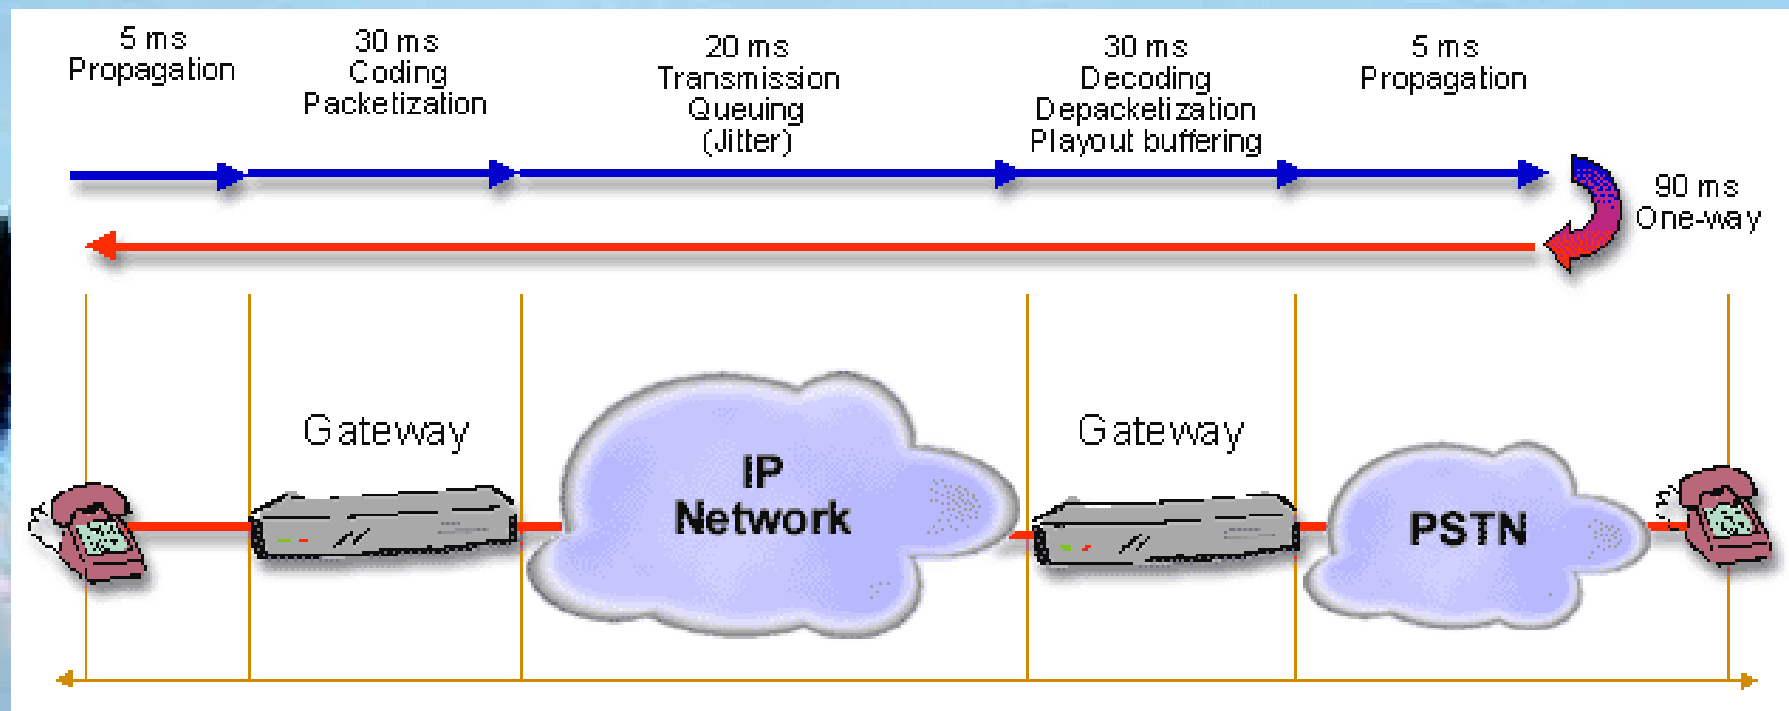 5 ms
Propagation
30 ms
Coding
Packetization
20 ms
Transmission
Queuing
(Jitter)
30 ms
Decoding
Depacketization
Playout buffering
5 ms
Propagation
90 ms
One-way
Gateway
IP
Network
Gateway
PSTN